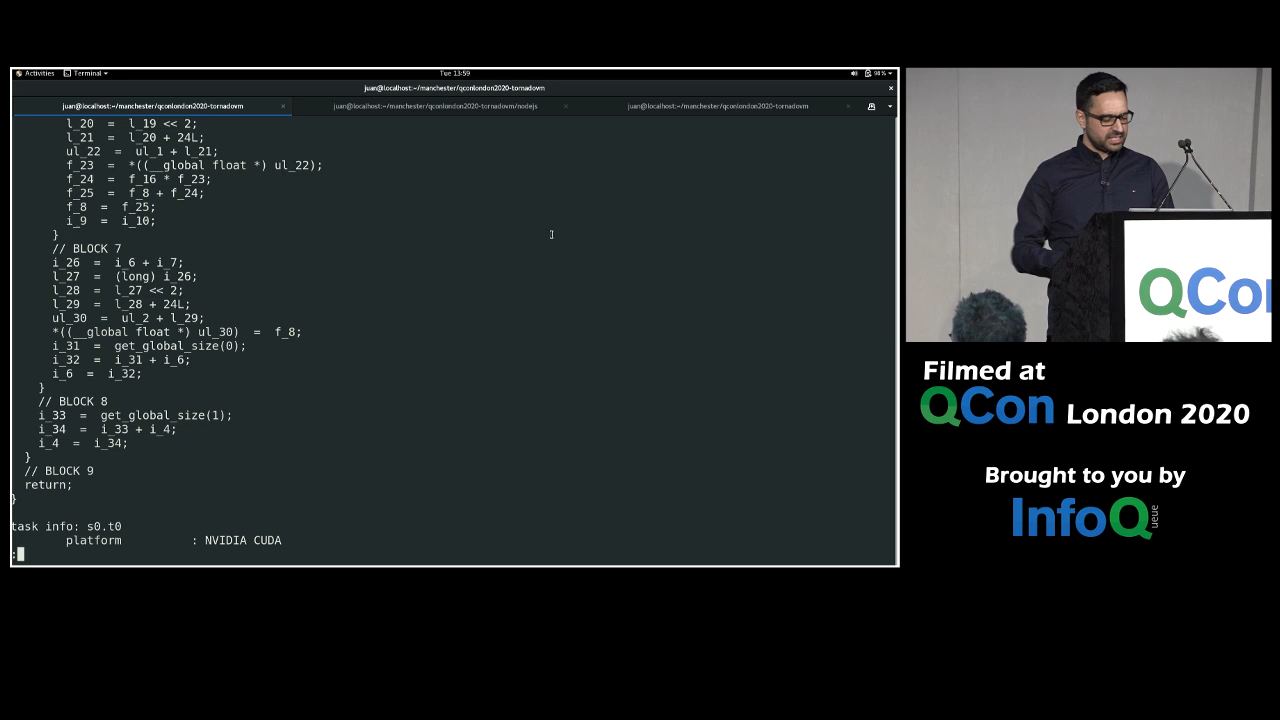 Activities Terminal Tue 13:59 98%
juan@localhost:~/manchester/qconlondon2020-tornadovm
juan@localhost:~/manchester/qconlondon2020-tornadovm juan@localhost:~/manchester/qconlondon2020-tornadovm/nodejs juan@localhost:~/manchester/qconlondon2020-tornadovm
l_20 = l_19 << 2;
l_21 = l_20 + 24L;
ul_22 = ul_1 + l_21;
f_23 = *((__global float *) ul_22);
f_24 = f_16 * f_23;
f_25 = f_8 + f_24;
f_8 = f_25;
i_9 = i_10;
}
// BLOCK 7
i_26 = i_6 + i_7;
l_27 = (long) i_26;
l_28 = l_27 << 2;
l_29 = l_28 + 24L;
ul_30 = ul_2 + l_29;
*((__global float *) ul_30) = f_8;
i_31 = get_global_size(0);
i_32 = i_31 + i_6;
i_6 = i_32;
}
// BLOCK 8
i_33 = get_global_size(1);
i_34 = i_33 + i_4;
i_4 = i_34;
}
// BLOCK 9
return;
}
task info: s0.t0
platform : NVIDIA CUDA
:
QCo
Filmed at
QCon London 2020
Brought to you by
InfoQ
ueue